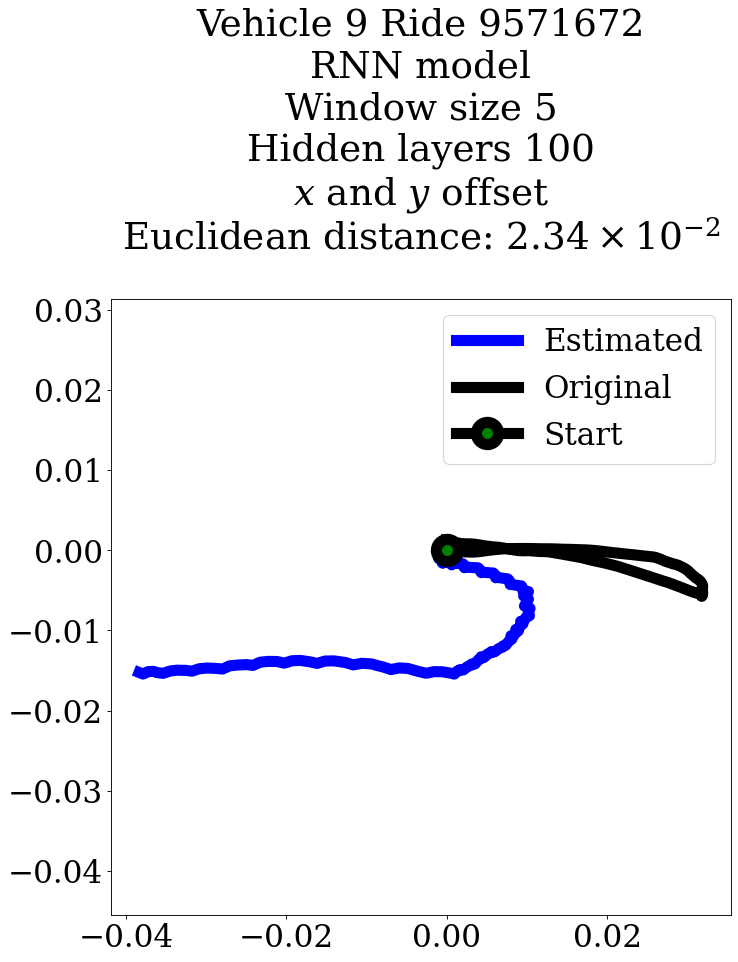 Vehicle 9 Ride 9571672
RNN model
Window size 5
Hidden layers 100
x and y offset
Euclidean distance: 2.34 × 10⁻²
Estimated
Original
Start
0.03
0.02
0.01
0.00
−0.01
−0.02
−0.03
−0.04
−0.04 −0.02 0.00 0.02